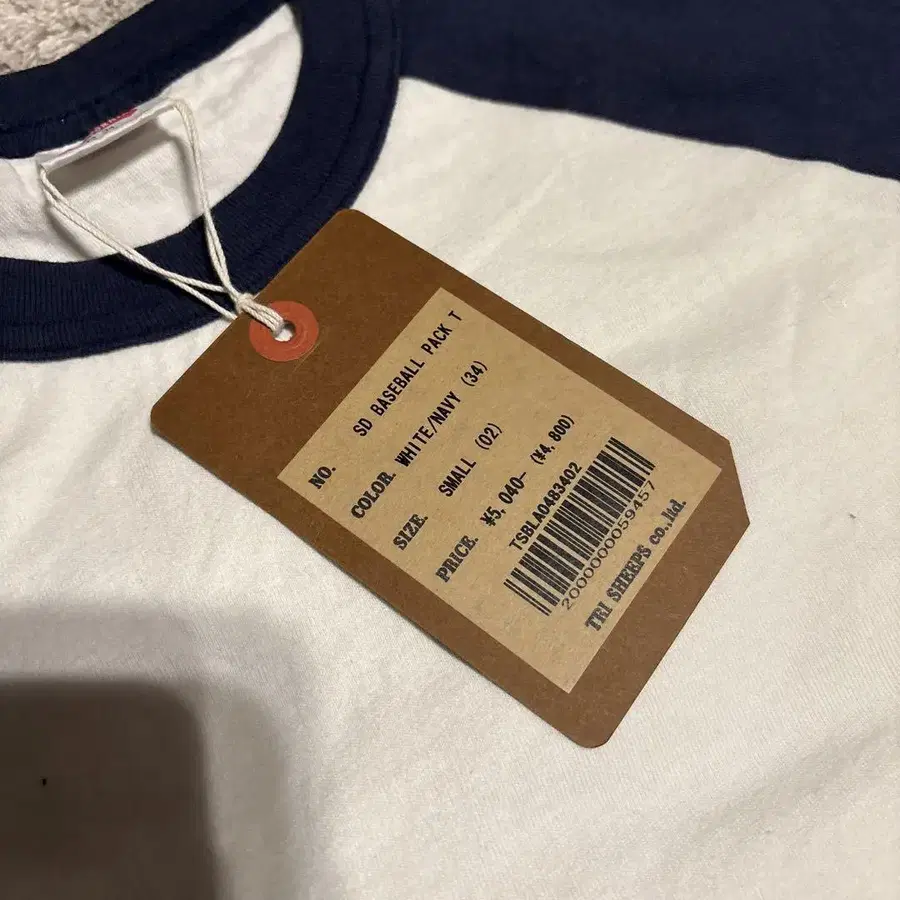 NO. SD BASEBALL PACK T
COLOR. WHITE/NAVY (34)
SIZE. SMALL (02)
PRICE. ¥5,040- (¥4,800)
TSBLA0483402
2000000059457
TRI SHEEPS co.,ltd.